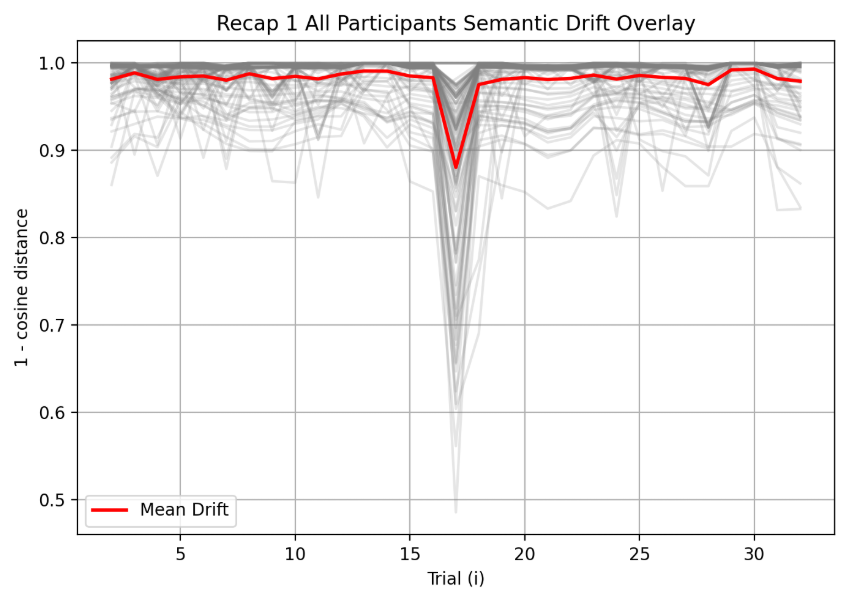 Recap 1 All Participants Semantic Drift Overlay
1 - cosine distance
1.0
0.9
0.8
0.7
0.6
0.5
Mean Drift
5 10 15 20 25 30
Trial (i)